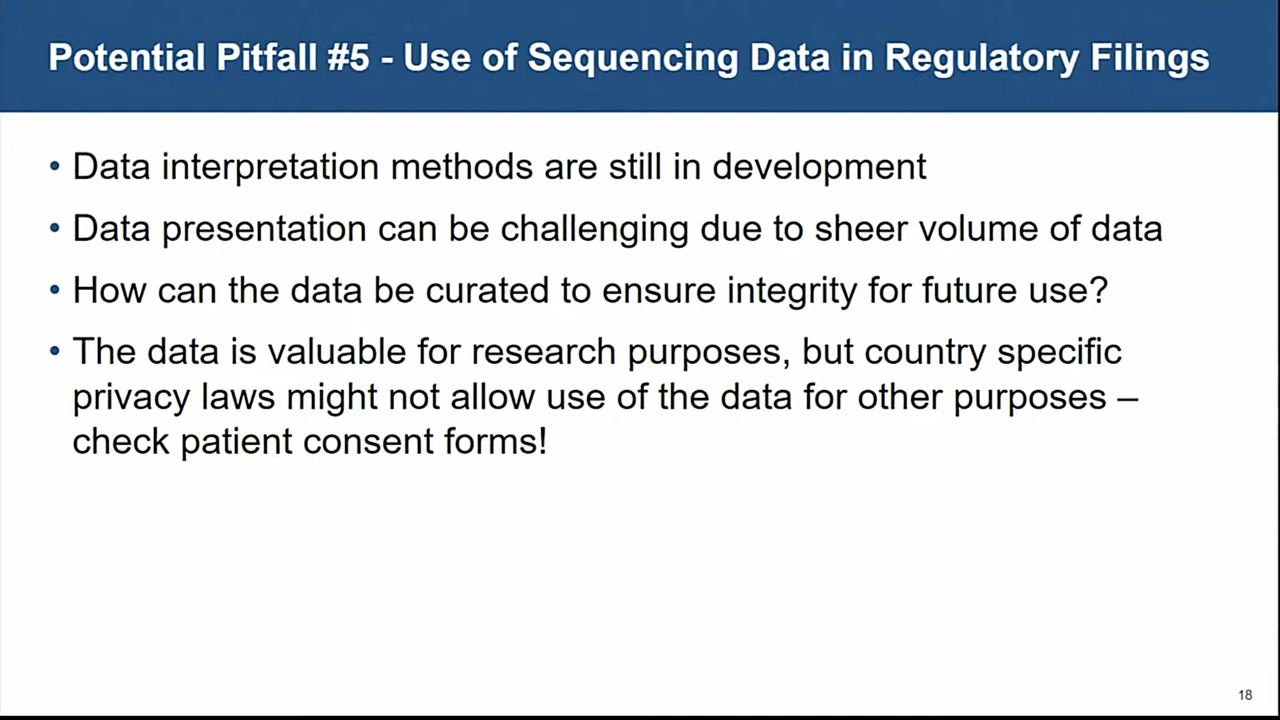 Potential Pitfall #5 - Use of Sequencing Data in Regulatory Filings
• Data interpretation methods are still in development
• Data presentation can be challenging due to sheer volume of data
• How can the data be curated to ensure integrity for future use?
• The data is valuable for research purposes, but country specific
privacy laws might not allow use of the data for other purposes –
check patient consent forms!
18